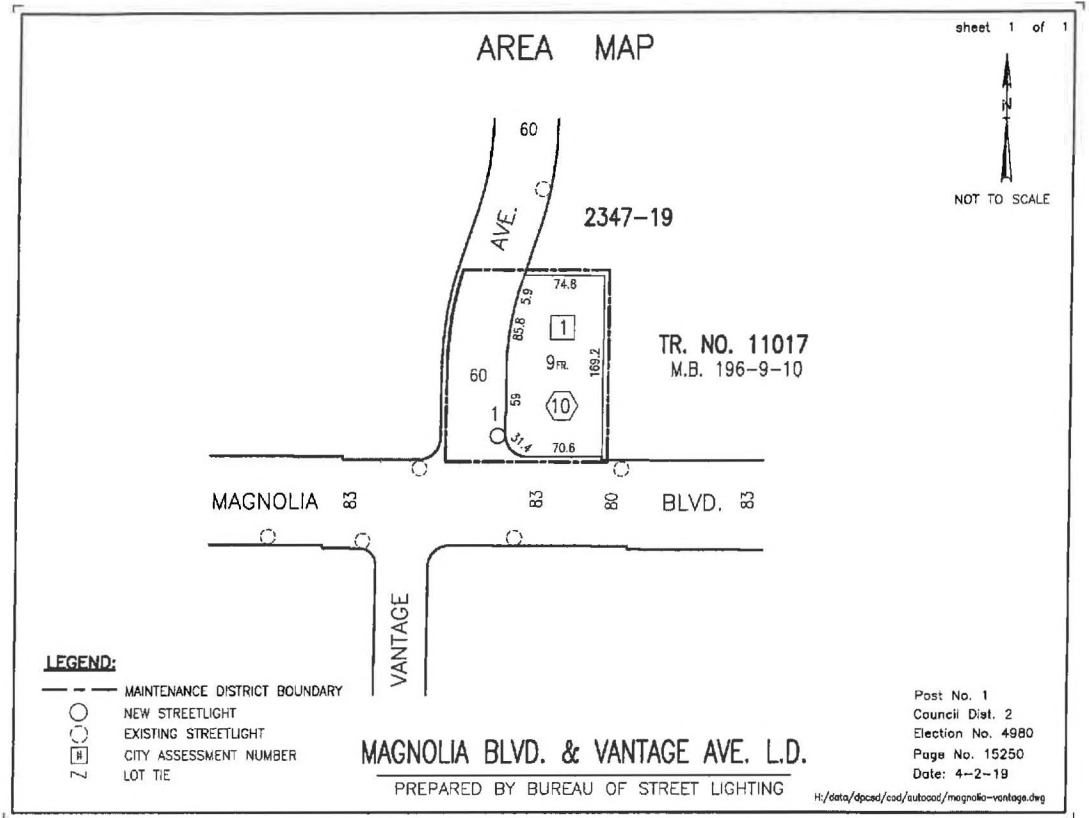 sheet 1 of 1
AREA MAP
N
NOT TO SCALE
60
AVE.
2347-19
74.8
5.9
85.8
1
9FR.
169.2
TR. NO. 11017
M.B. 196-9-10
60
59
10
1
31.4
70.6
MAGNOLIA 83 83 80 BLVD. 83
VANTAGE
LEGEND:
MAINTENANCE DISTRICT BOUNDARY
NEW STREETLIGHT
EXISTING STREETLIGHT
# CITY ASSESSMENT NUMBER
LOT TIE
MAGNOLIA BLVD. & VANTAGE AVE. L.D.
PREPARED BY BUREAU OF STREET LIGHTING
Post No. 1
Council Dist. 2
Election No. 4980
Page No. 15250
Date: 4-2-19
H:/data/dpcsd/cad/autocad/magnolia-vantage.dwg